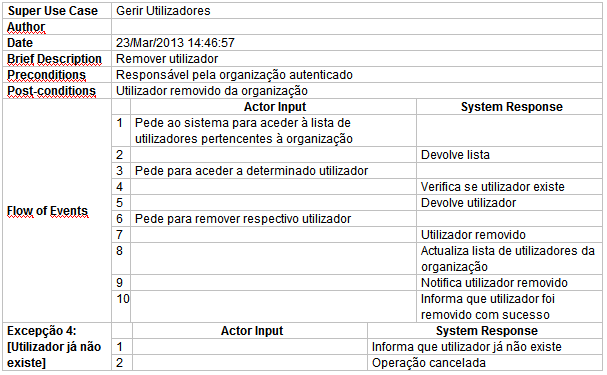 Super Use Case Gerir Utilizadores
Author
Date 23/Mar/2013 14:46:57
Brief Description Remover utilizador
Preconditions Responsável pela organização autenticado
Post-conditions Utilizador removido da organização
Flow of Events
Actor Input System Response
1 Pede ao sistema para aceder à lista de
utilizadores pertencentes à organização
2 Devolve lista
3 Pede para aceder a determinado utilizador
4 Verifica se utilizador existe
5 Devolve utilizador
6 Pede para remover respectivo utilizador
7 Utilizador removido
8 Actualiza lista de utilizadores da
organização
9 Notifica utilizador removido
10 Informa que utilizador foi
removido com sucesso
Excepção 4:
[Utilizador já não
existe]
Actor Input System Response
1 Informa que utilizador já não existe
2 Operação cancelada